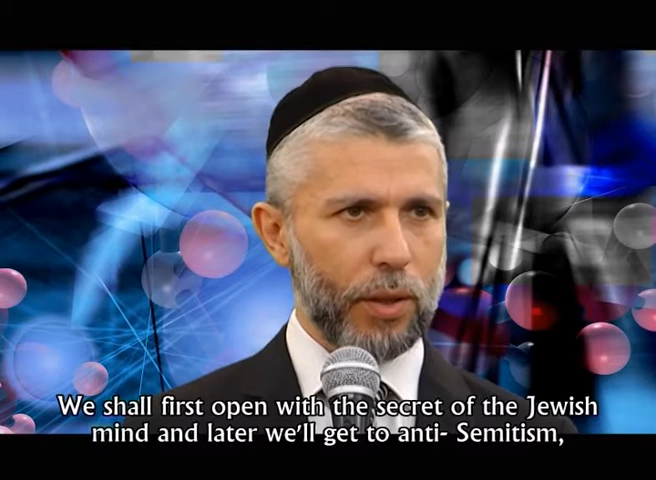 We shall first open with the secret of the Jewish
mind and later we'll get to anti- Semitism,